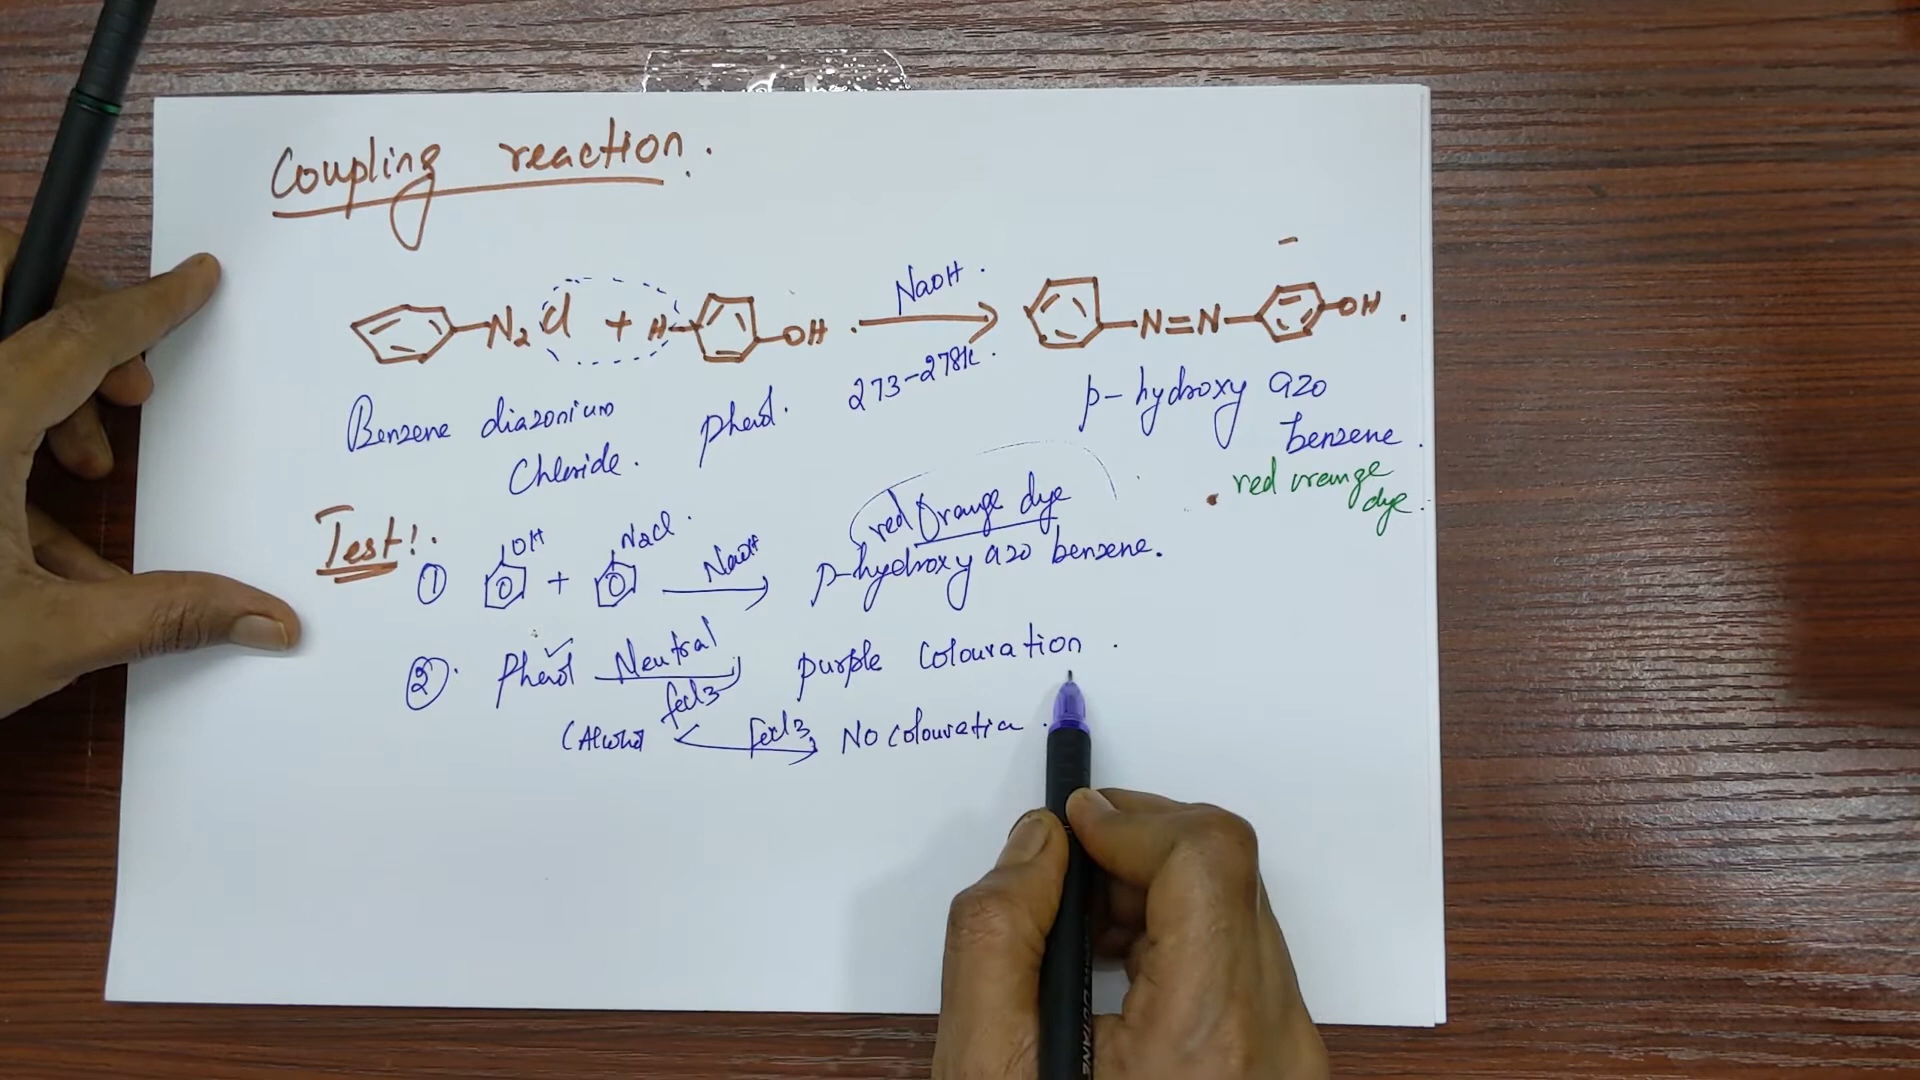 Coupling reaction.
N₂Cl + H OH . NaOH . N=N OH .
273-278K .
Benzene diazonium Chloride . phenol . p-hydroxy azo benzene .
red orange dye .
Test! .
red Orange dye
① OH + N₂Cl . NaOH p-hydroxy azo benzene .
② . Phenol Neutral fecl3 purple Colouration .
(Alcohol fecl3 No colouration .